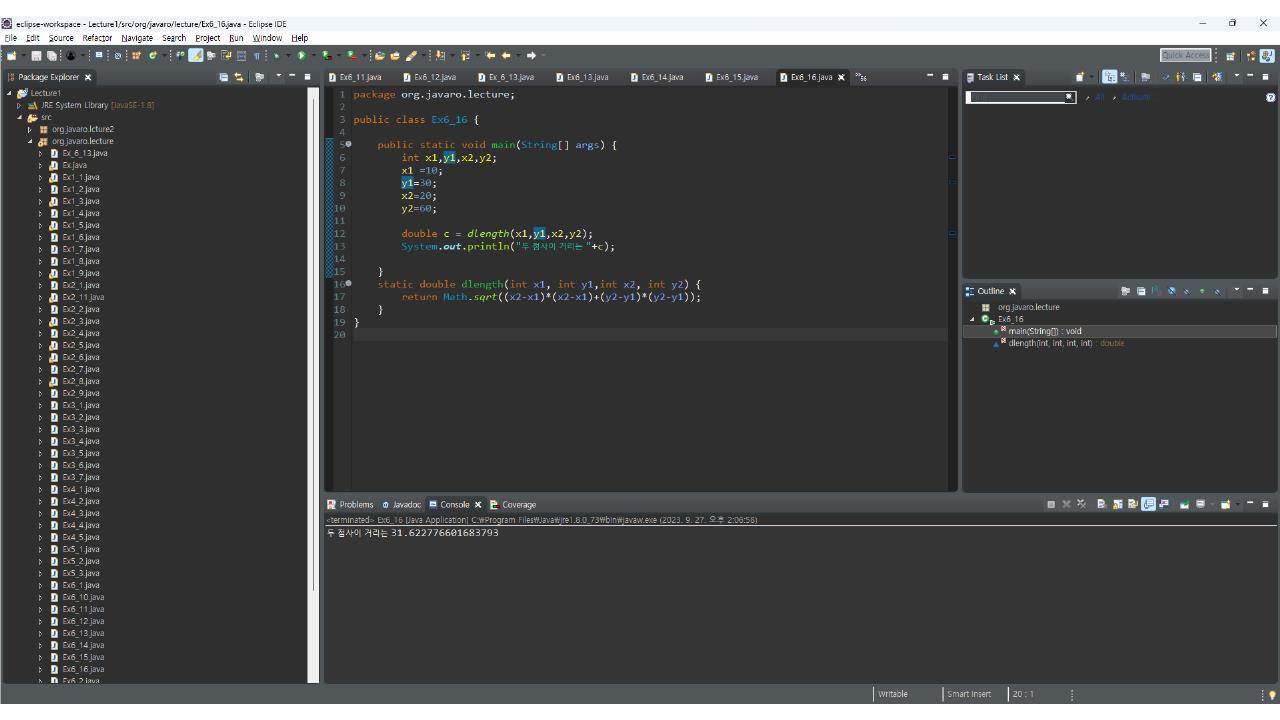 eclipse-workspace - Lecture1/src/org/javaro/lecture/Ex6_16.java - Eclipse IDE
File Edit Source Refactor Navigate Search Project Run Window Help
Quick Access
Package Explorer
Lecture1
JRE System Library [JavaSE-1.8]
src
org.javaro.lcture2
org.javaro.lecture
Ex_6_13.java
Ex.java
Ex1_1.java
Ex1_2.java
Ex1_3.java
Ex1_4.java
Ex1_5.java
Ex1_6.java
Ex1_7.java
Ex1_8.java
Ex1_9.java
Ex2_1.java
Ex2_11.java
Ex2_2.java
Ex2_3.java
Ex2_4.java
Ex2_5.java
Ex2_6.java
Ex2_7.java
Ex2_8.java
Ex2_9.java
Ex3_1.java
Ex3_2.java
Ex3_3.java
Ex3_4.java
Ex3_5.java
Ex3_6.java
Ex3_7.java
Ex4_1.java
Ex4_2.java
Ex4_3.java
Ex4_4.java
Ex4_5.java
Ex5_1.java
Ex5_2.java
Ex5_3.java
Ex6_1.java
Ex6_10.java
Ex6_11.java
Ex6_12.java
Ex6_13.java
Ex6_14.java
Ex6_15.java
Ex6_16.java
Ex6_2.java
Ex6_11.java Ex6_12.java Ex_6_13.java Ex6_13.java Ex6_14.java Ex6_15.java Ex6_16.java »56
1 package org.javaro.lecture;
2
3 public class Ex6_16 {
4
5 public static void main(String[] args) {
6 int x1,y1,x2,y2;
7 x1 =10;
8 y1=30;
9 x2=20;
10 y2=60;
11
12 double c = dlength(x1,y1,x2,y2);
13 System.out.println("두 점사이 거리는 "+c);
14
15 }
16 static double dlength(int x1, int y1,int x2, int y2) {
17 return Math.sqrt((x2-x1)*(x2-x1)+(y2-y1)*(y2-y1));
18 }
19 }
20
Task List
Find All Activate...
Outline
org.javaro.lecture
Ex6_16
main(String[]) : void
dlength(int, int, int, int) : double
Problems Javadoc Console Coverage
<terminated> Ex6_16 [Java Application] C:₩Program Files₩Java₩jre1.8.0_73₩bin₩javaw.exe (2023. 9. 27. 오후 2:06:58)
두 점사이 거리는 31.622776601683793
Writable Smart Insert 20 : 1